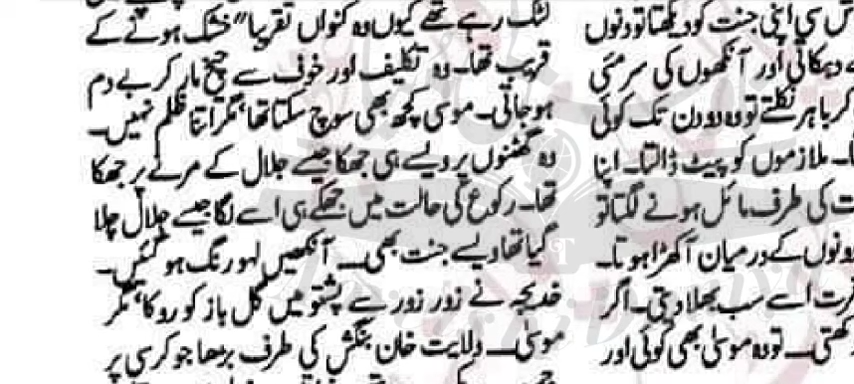 س سی اپنی جنت کو دیکھتا تو دنوں
دہکاتی اور آنکھوں کی سرمئی
کر باہر نکلتے تو وہ دو دن تک کوئی
ملازموں کو پیٹ ڈالتا۔ اپنا
ت کی طرف مائل ہونے لگتا تو
دونوں کے درمیان آکھڑا ہوتا۔
فرت اسے سب بھلا دیتی۔ اگر
کھتی۔ تو وہ موسیٰ بھی کوئی اور
لٹک رہے تھے کیوں وہ کنواں تقریبا" خشک ہونے کے
قریب تھا۔ وہ تکلیف اور خوف سے چیخ مار کر بے دم
ہو جاتی۔ موسیٰ کچھ بھی سوچ سکتا تھا، مگر اتنا ظلم نہیں۔
وہ گھٹنوں پر ویسے ہی جھکا جیسے جلال کے مرنے پر جھکا
تھا۔ رکوع کی حالت میں جھکے ہی اسے لگا جیسے جلال چلا
گیا تھا ویسے جنت بھی۔ آنکھیں لہو رنگ ہو گئیں۔
خدیجہ نے زور زور سے پشتو میں گل باز کو روکا، مگر
موسیٰ۔ ولایت خان بنگش کی طرف بڑھا جو کرسی پر